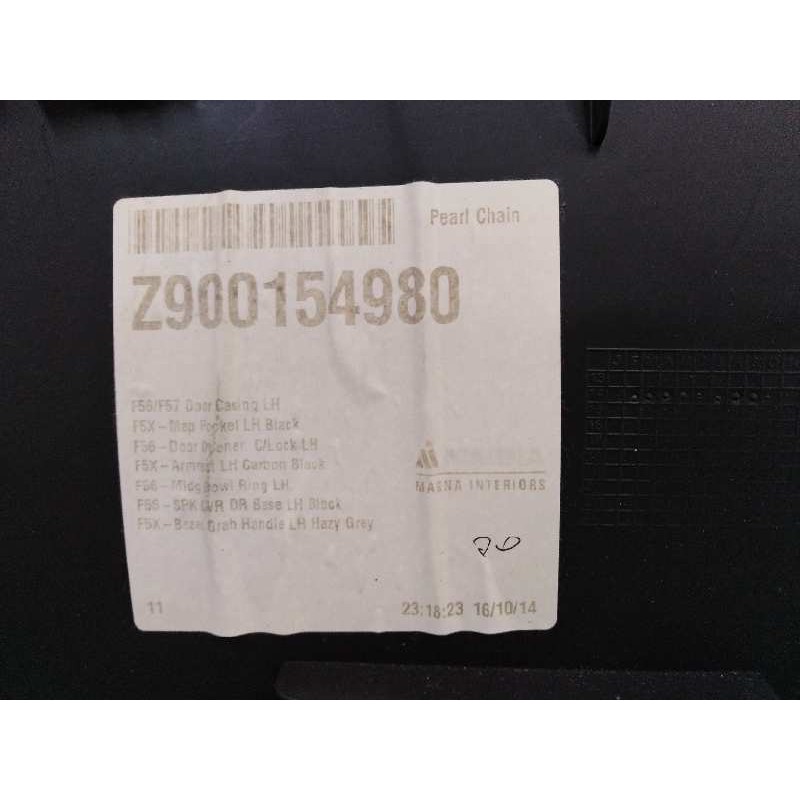 Pearl Chain
Z900154980
F56/F57 Door Casing LH
F5X-Map Pocket LH Black
F56-Door Opener C/Lock LH
F5X-Armrest LH Carbon Black
F56-Midg Bowl Ring LH
F56-SPK CVR DR Base LH Black
F5X-Base Grab Handle LH Hazy Grey
MAGNA INTERIORS
11
23:18:23 16/10/14